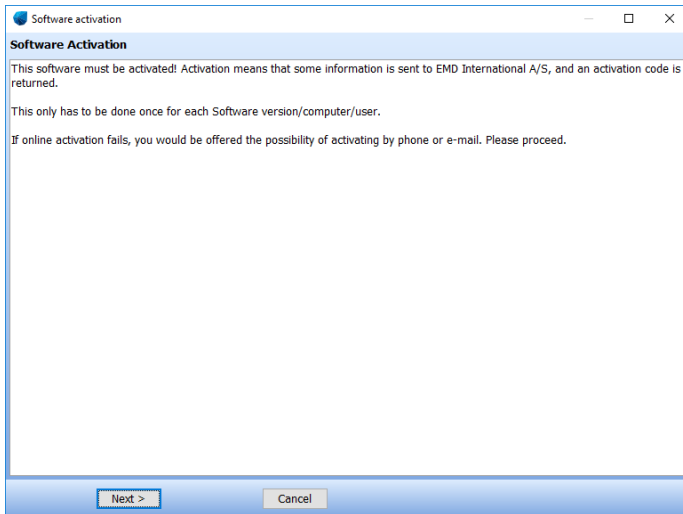 Software activation
Software Activation
This software must be activated! Activation means that some information is sent to EMD International A/S, and an activation code is
returned.
This only has to be done once for each Software version/computer/user.
If online activation fails, you would be offered the possibility of activating by phone or e-mail. Please proceed.
Next >
Cancel